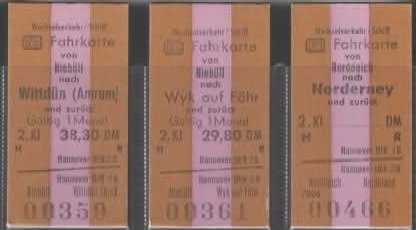 Wechselverkehr/Schiff
Fahrkarte
von
Niebüll
nach
Wittdün (Amrum)
und zurück
Gültig 1 Monat
2. Kl 38,30 DM
H R
Hannover
Hannover
00359
Wechselverkehr/Schiff
Fahrkarte
von
Niebüll
nach
Wyk auf Föhr
und zurück
Gültig 1 Monat
2. Kl 29,80 DM
H R
Hannover
Hannover
Niebüll Wyk auf Föhr
00361
Wechselverkehr/Schiff
Fahrkarte
von
Norddeich
nach
Norderney
und zurück
2. Kl DM
H R
Hannover
Hannover
Norddeich Norderney
00466